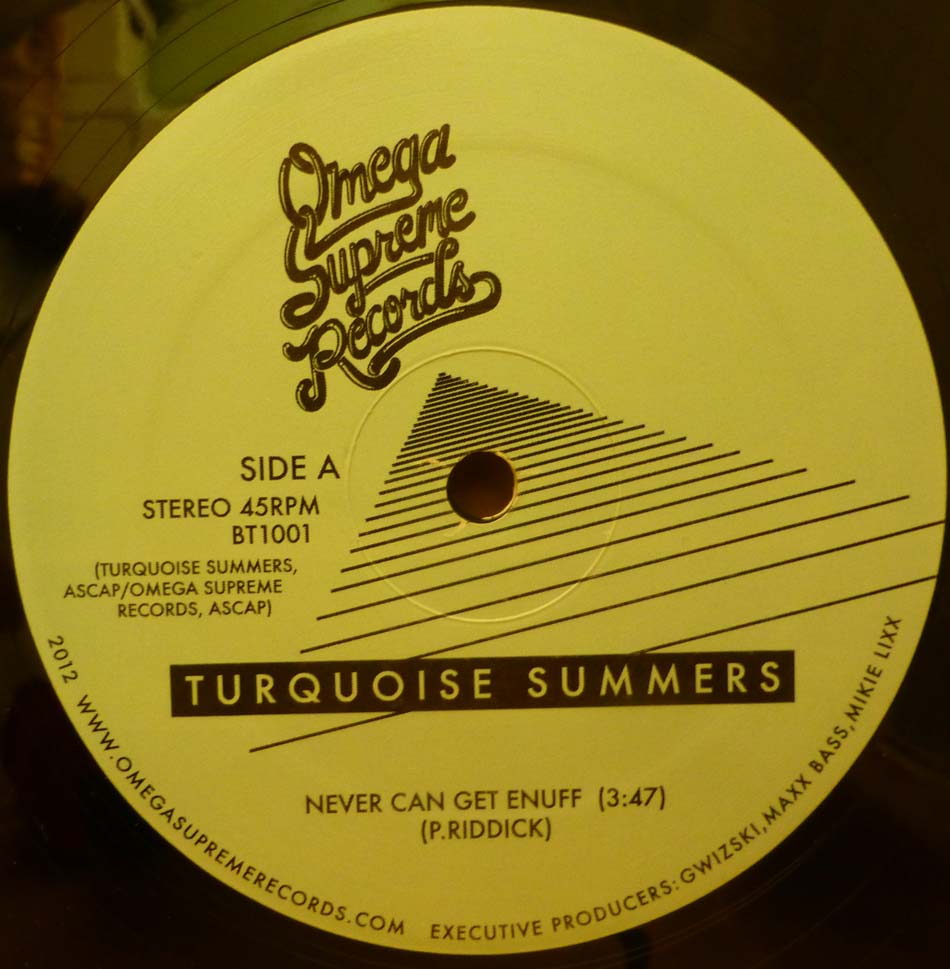 Omega
Supreme
Records
SIDE A
STEREO 45RPM
BT1001
(TURQUOISE SUMMERS,
ASCAP/OMEGA SUPREME
RECORDS, ASCAP)
TURQUOISE SUMMERS
NEVER CAN GET ENUFF (3:47)
(P.RIDDICK)
2012 WWW.OMEGASUPREMERECORDS.COM EXECUTIVE PRODUCERS: GWIZSKI, MAXX BASS, MIKIE LIXX